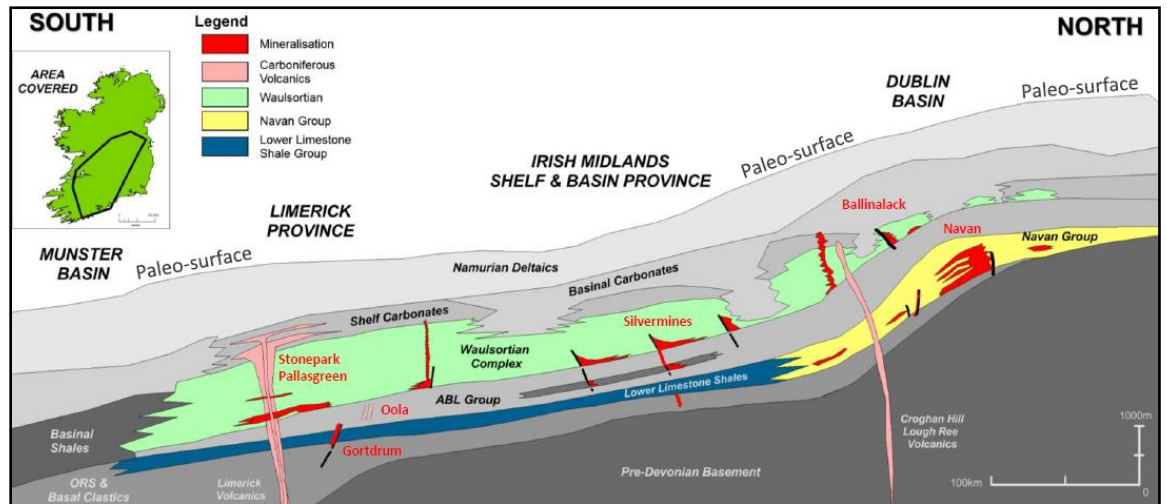 SOUTH
NORTH
Legend
Mineralisation
Carboniferous
Volcanics
Waulsortian
Navan Group
Lower Limestone
Shale Group
AREA
COVERED
DUBLIN
BASIN
Paleo-surface
Paleo-surface
IRISH MIDLANDS
SHELF & BASIN PROVINCE
LIMERICK
PROVINCE
MUNSTER
BASIN
Paleo-surface
Namurian Deltaics
Basinal Carbonates
Shelf Carbonates
Ballinalack
Navan
Navan Group
Silvermines
Waulsortian
Complex
Stonepark
Pallasgreen
ABL Group
Lower Limestone Shales
Oola
Gortdrum
Basinal
Shales
ORS &
Basal Clastics
Limerick
Volcanics
Pre-Devonian Basement
Croghan Hill
Lough Ree
Volcanics
1000m
100km
0